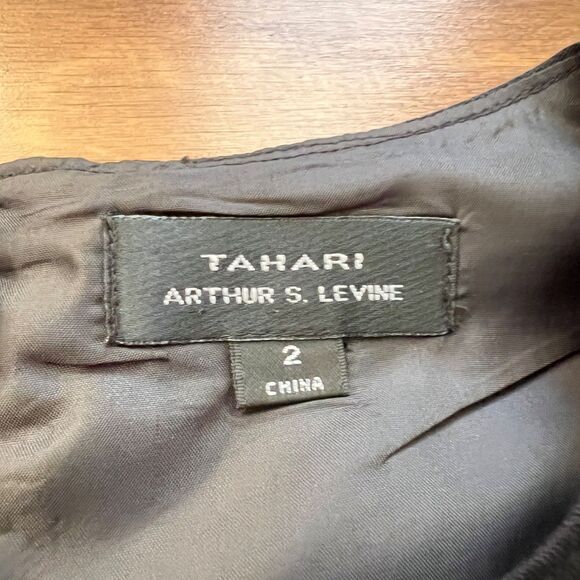 TAHARI
ARTHUR S. LEVINE
2
CHINA